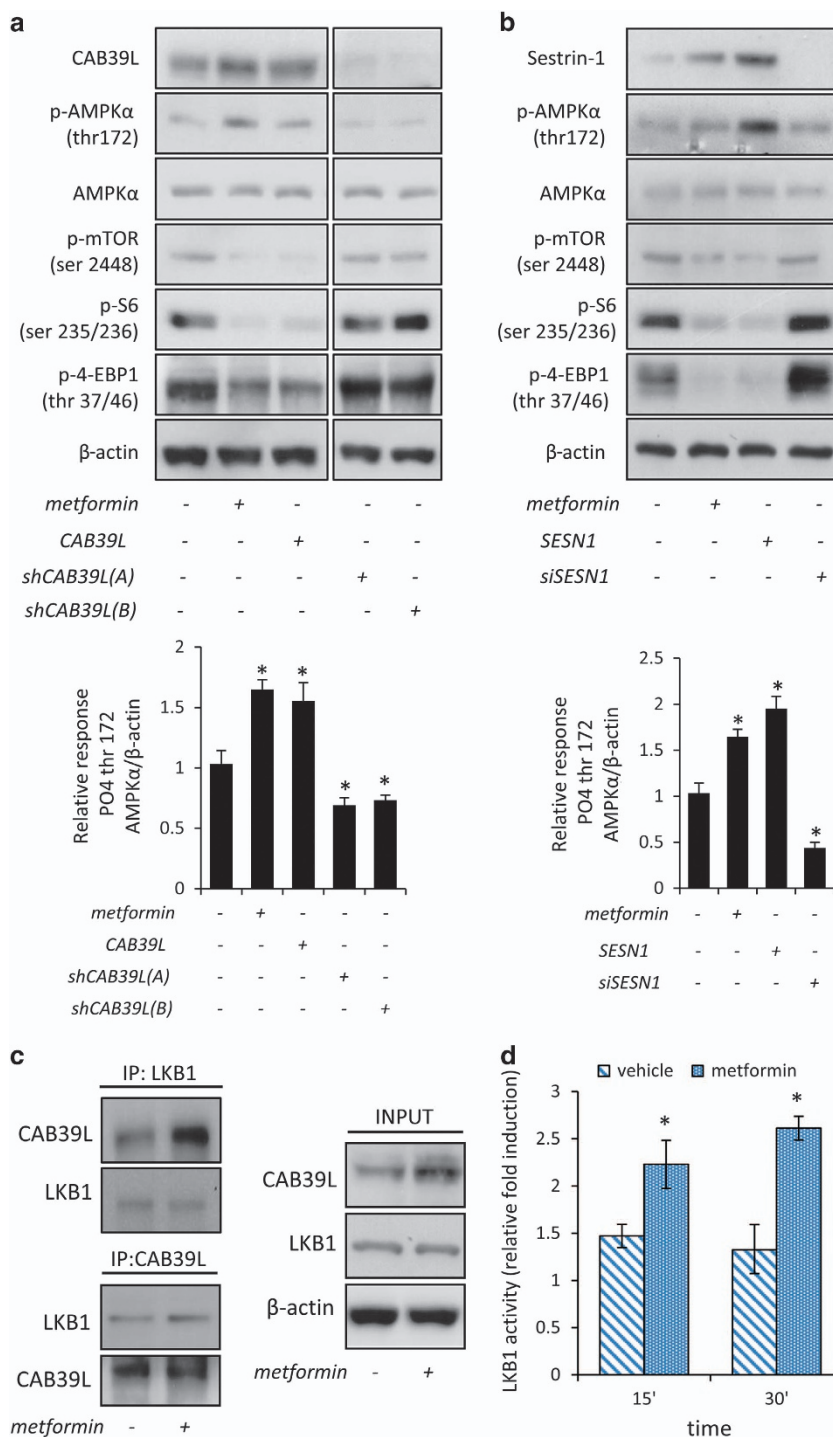 a
CAB39L
p-AMPKα
(thr172)
AMPKα
p-mTOR
(ser 2448)
p-S6
(ser 235/236)
p-4-EBP1
(thr 37/46)
β-actin
metformin - + - - -
CAB39L - - + - -
shCAB39L(A) - - - + -
shCAB39L(B) - - - - +
Relative response
PO4 thr 172
AMPKα/β-actin
2
1.5
1
0.5
0
* * * *
metformin - + - - -
CAB39L - - + - -
shCAB39L(A) - - - + -
shCAB39L(B) - - - - +
b
Sestrin-1
p-AMPKα
(thr172)
AMPKα
p-mTOR
(ser 2448)
p-S6
(ser 235/236)
p-4-EBP1
(thr 37/46)
β-actin
metformin - + - -
SESN1 - - + -
siSESN1 - - - +
Relative response
PO4 thr 172
AMPKα/β-actin
2.5
2
1.5
1
0.5
0
* * *
metformin - + - -
SESN1 - - + -
siSESN1 - - - +
c
IP: LKB1
CAB39L
LKB1
IP:CAB39L
LKB1
CAB39L
metformin - +
INPUT
CAB39L
LKB1
β-actin
metformin - +
d
vehicle metformin
LKB1 activity (relative fold induction)
3
2.5
2
1.5
1
0.5
0
* *
15' 30'
time